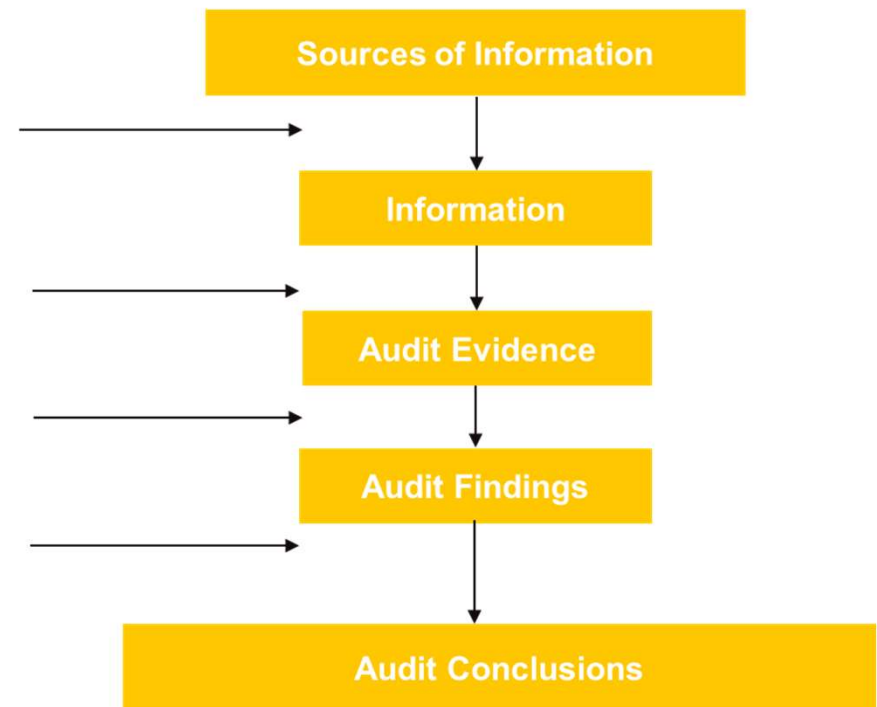 Sources of Information
Information
Audit Evidence
Audit Findings
Audit Conclusions